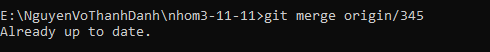 E:\NguyenVoThanhDanh\nhom3-11-11>git merge origin/345
Already up to date.